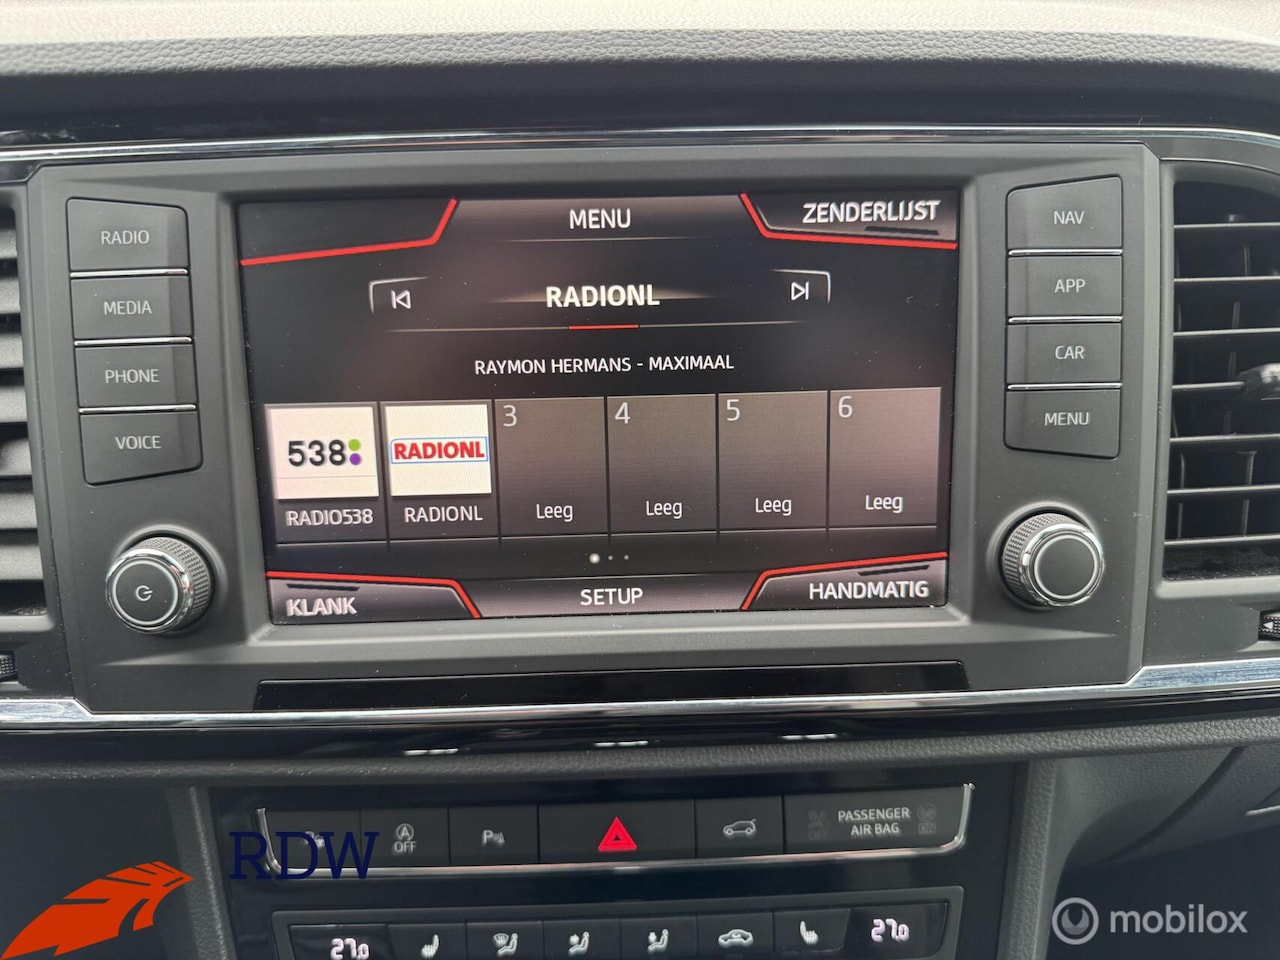 MENU
ZENDERLIJST
RADIO
MEDIA
PHONE
VOICE
NAV
APP
CAR
MENU
RADIONL
RAYMON HERMANS - MAXIMAAL
538
RADIONL
3
4
5
6
RADIO538
RADIONL
Leeg
Leeg
Leeg
Leeg
KLANK
SETUP
HANDMATIG
A
OFF
P
PASSENGER
AIR BAG
OFF
RDW
27.0
27.0
mobilox